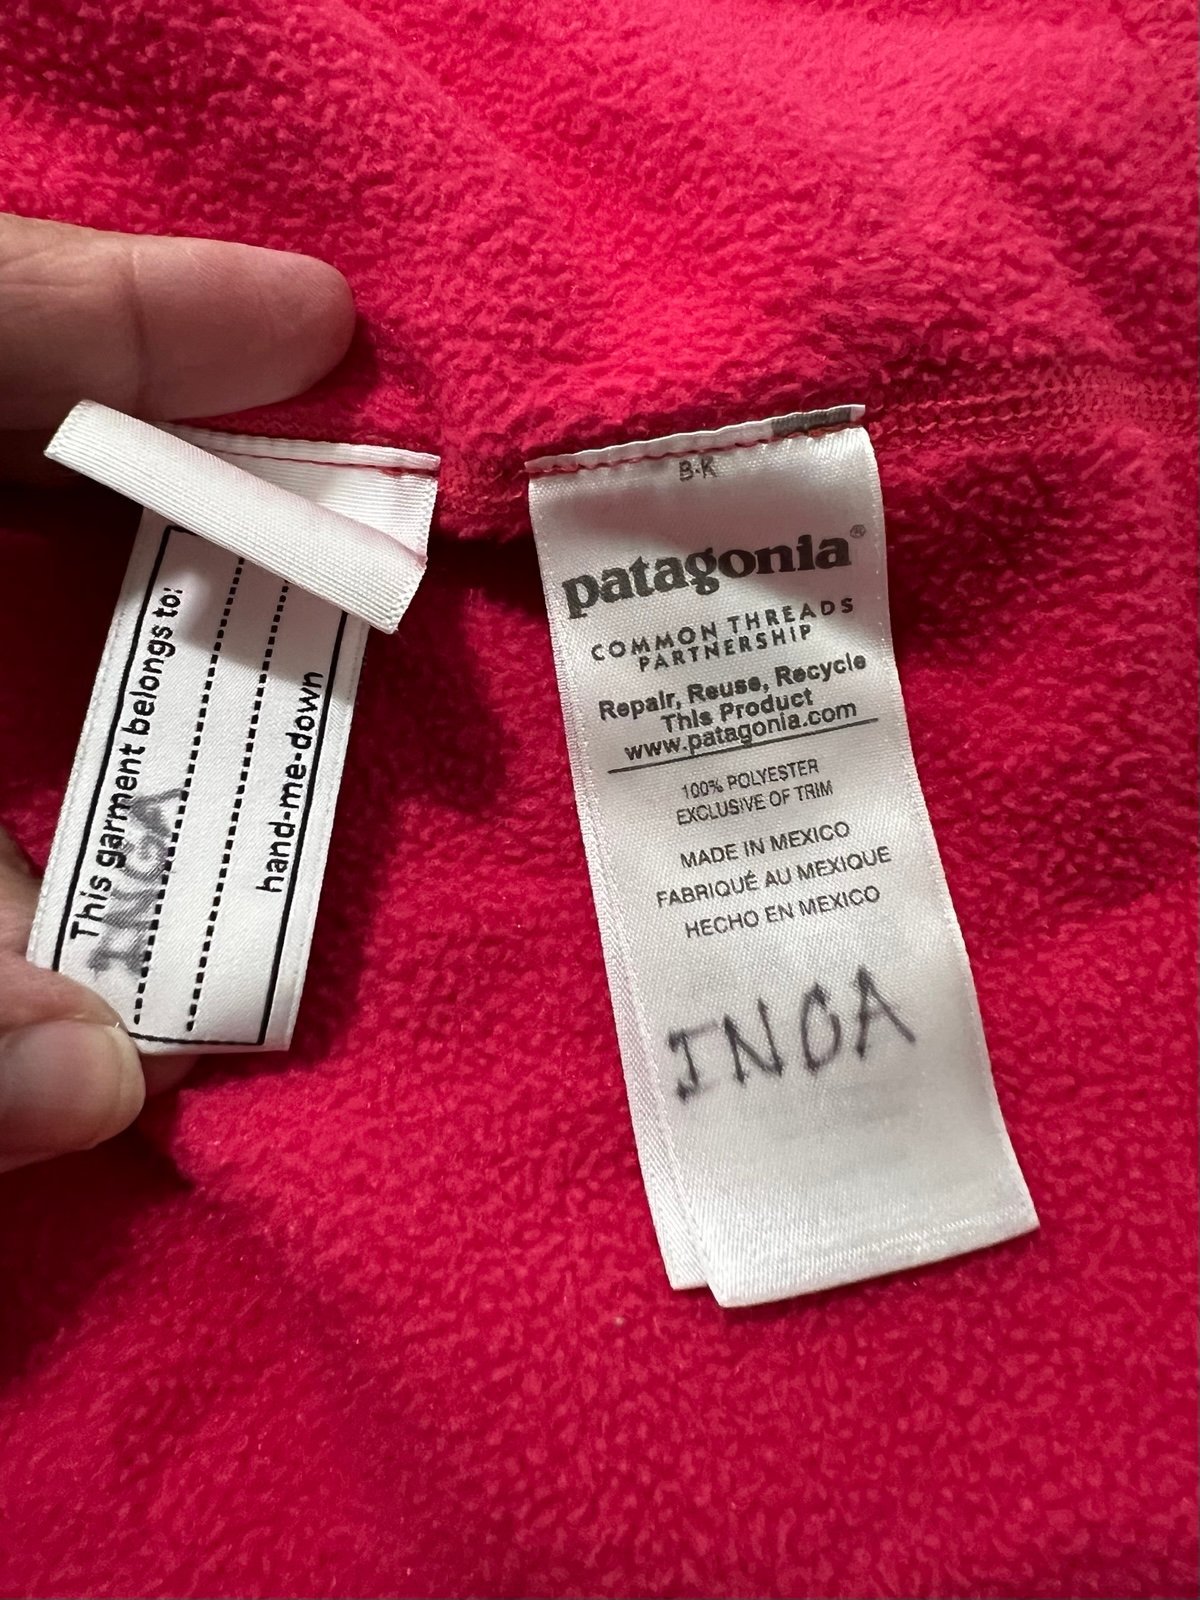 This garment belongs to:
INGA
hand-me-down
B-K
patagonia®
COMMON THREADS
PARTNERSHIP
Repair, Reuse, Recycle
This Product
www.patagonia.com
100% POLYESTER
EXCLUSIVE OF TRIM
MADE IN MEXICO
FABRIQUÉ AU MEXIQUE
HECHO EN MEXICO
INGA